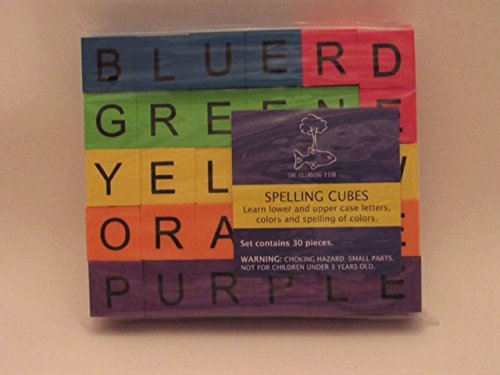 BLUERD
GREENE
YEL W
ORA E
PURPLE
THE CLIMBING FISH
SPELLING CUBES
Learn lower and upper case letters,
colors and spelling of colors.
Set contains 30 pieces.
WARNING: CHOKING HAZARD -SMALL PARTS.
NOT FOR CHILDREN UNDER 3 YEARS OLD.